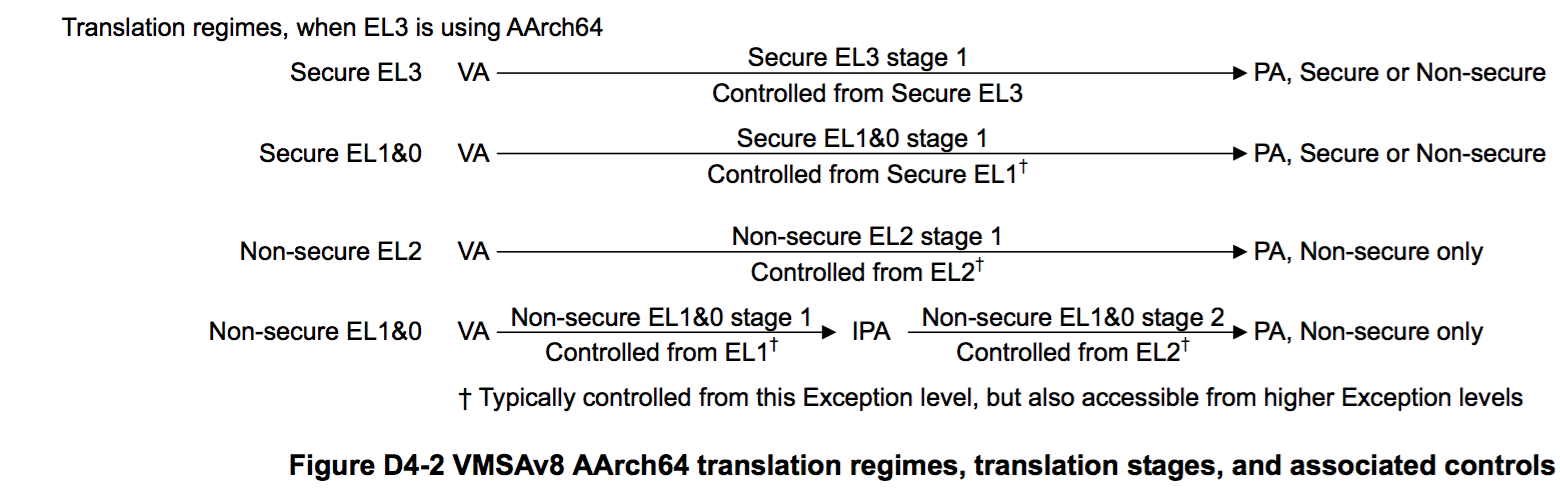 Translation regimes, when EL3 is using AArch64
Secure EL3 VA Secure EL3 stage 1 PA, Secure or Non-secure
Controlled from Secure EL3
Secure EL1&0 VA Secure EL1&0 stage 1 PA, Secure or Non-secure
Controlled from Secure EL1†
Non-secure EL2 VA Non-secure EL2 stage 1 PA, Non-secure only
Controlled from EL2†
Non-secure EL1&0 VA Non-secure EL1&0 stage 1 IPA Non-secure EL1&0 stage 2 PA, Non-secure only
Controlled from EL1† Controlled from EL2†
† Typically controlled from this Exception level, but also accessible from higher Exception levels
Figure D4-2 VMSAv8 AArch64 translation regimes, translation stages, and associated controls